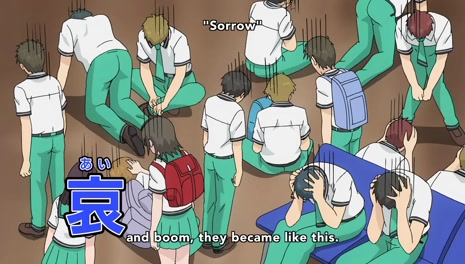 "Sorrow"
あい
哀
and boom, they became like this.